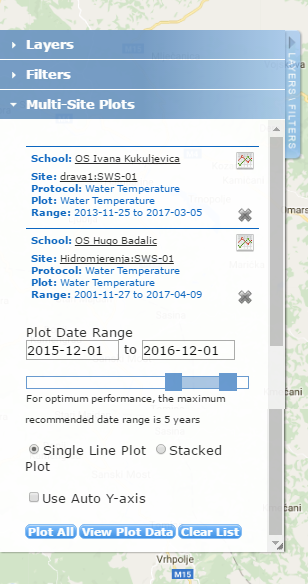 Layers
Filters
Multi-Site Plots
LAYERS \ FILTERS
School: OS Ivana Kukuljevica
Site: drava1:SWS-01
Protocol: Water Temperature
Plot: Water Temperature
Range: 2013-11-25 to 2017-03-05
School: OS Hugo Badalic
Site: Hidromjerenja:SWS-01
Protocol: Water Temperature
Plot: Water Temperature
Range: 2001-11-27 to 2017-04-09
Plot Date Range
2015-12-01 to 2016-12-01
For optimum performance, the maximum
recommended date range is 5 years
Single Line Plot Stacked
Plot
Use Auto Y-axis
Plot All View Plot Data Clear List
Vrhpolje
M15